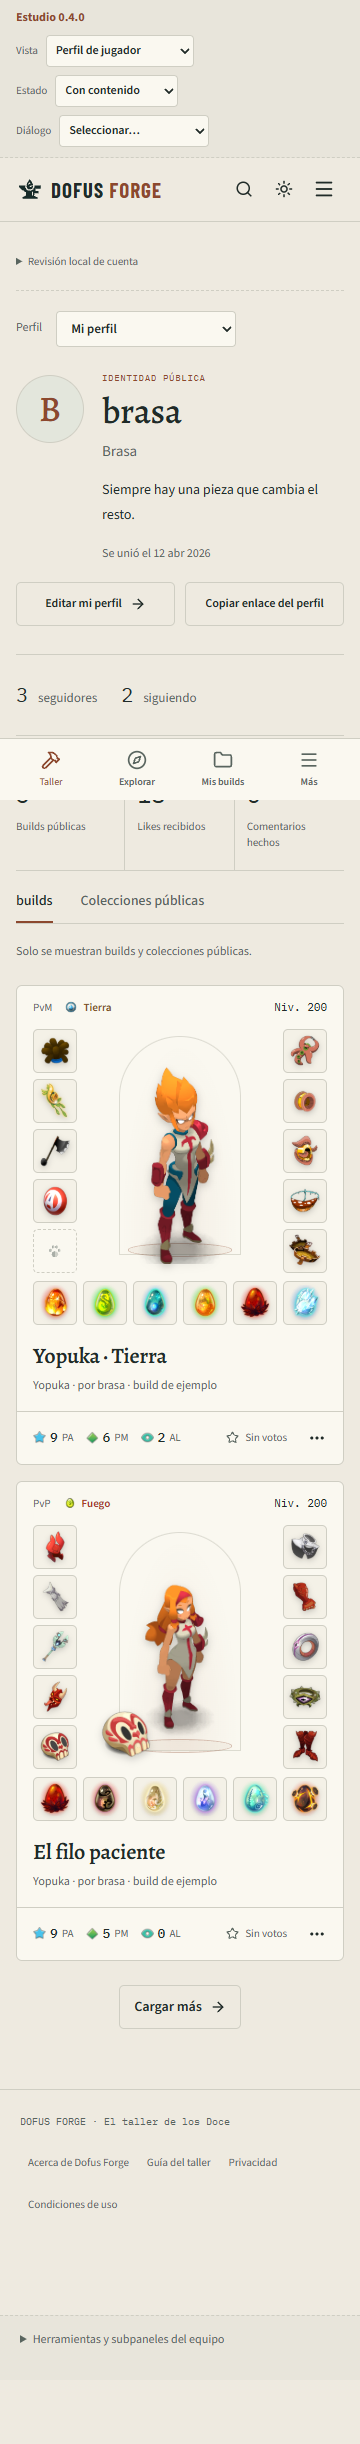 Estudio 0.4.0
Vista Perfil de jugador
Estado Con contenido
Diálogo Seleccionar...
DOFUS FORGE
Revisión local de cuenta
Perfil Mi perfil
B
IDENTIDAD PÚBLICA
brasa
Brasa
Siempre hay una pieza que cambia el
resto.
Se unió el 12 abr 2026
Editar mi perfil
Copiar enlace del perfil
3 seguidores 2 siguiendo
Taller
Explorar
Mis builds
Más
Builds públicas
Likes recibidos
Comentarios
hechos
builds
Colecciones públicas
Solo se muestran builds y colecciones públicas.
PvM Tierra Niv. 200
Yopuka · Tierra
Yopuka · por brasa · build de ejemplo
9 PA 6 PM 2 AL Sin votos
PvP Fuego Niv. 200
El filo paciente
Yopuka · por brasa · build de ejemplo
9 PA 5 PM 0 AL Sin votos
Cargar más
DOFUS FORGE · El taller de los Doce
Acerca de Dofus Forge Guía del taller Privacidad
Condiciones de uso
Herramientas y subpaneles del equipo